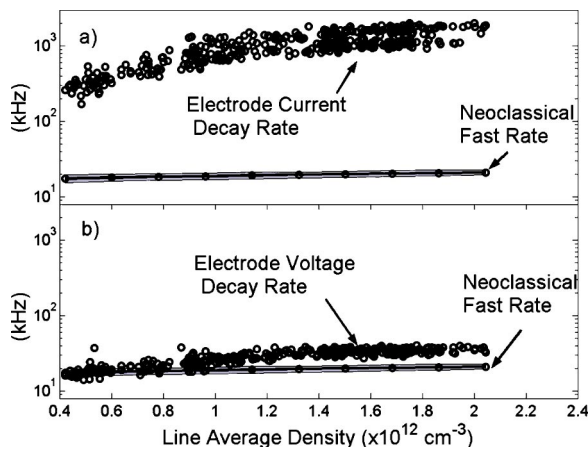 a)
10³
10²
10¹
(kHz)
Electrode Current
Decay Rate
Neoclassical
Fast Rate
b)
10³
10²
10¹
(kHz)
Electrode Voltage
Decay Rate
Neoclassical
Fast Rate
0.4 0.6 0.8 1 1.2 1.4 1.6 1.8 2 2.2 2.4
Line Average Density (x10¹² cm⁻³)